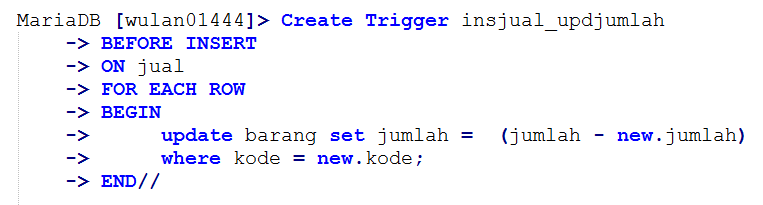 MariaDB [wulan01444]> Create Trigger insjual_updjumlah
-> BEFORE INSERT
-> ON jual
-> FOR EACH ROW
-> BEGIN
-> update barang set jumlah = (jumlah - new.jumlah)
-> where kode = new.kode;
-> END//